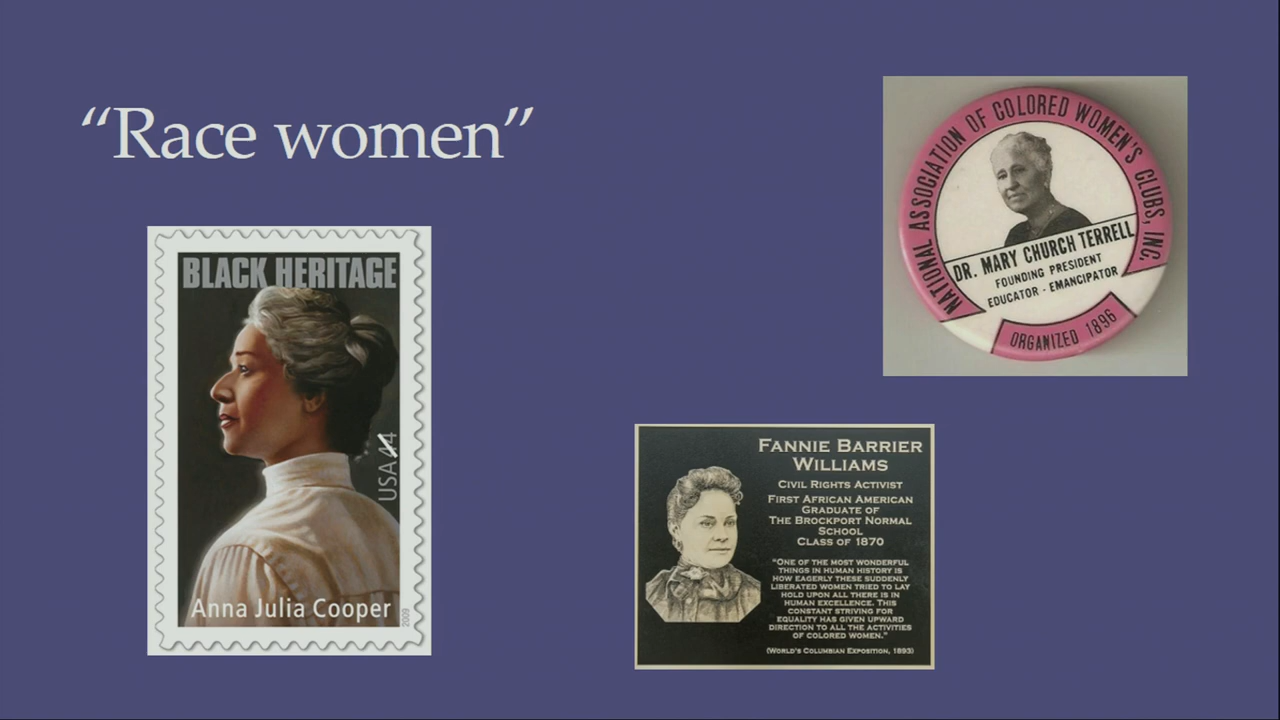 “Race women”
BLACK HERITAGE
USA 44
Anna Julia Cooper
2009
NATIONAL ASSOCIATION OF COLORED WOMEN'S CLUBS, INC.
DR. MARY CHURCH TERRELL
FOUNDING PRESIDENT
EDUCATOR - EMANCIPATOR
ORGANIZED 1896
FANNIE BARRIER
WILLIAMS
CIVIL RIGHTS ACTIVIST
FIRST AFRICAN AMERICAN
GRADUATE OF
THE BROCKPORT NORMAL
SCHOOL
CLASS OF 1870
"ONE OF THE MOST WONDERFUL
THINGS IN HUMAN HISTORY IS
HOW EAGERLY THESE SUDDENLY
LIBERATED WOMEN TRIED TO LAY
HOLD UPON ALL THERE IS IN
HUMAN EXCELLENCE. THIS
CONSTANT STRIVING FOR
EQUALITY HAS GIVEN UPWARD
DIRECTION TO ALL THE ACTIVITIES
OF COLORED WOMEN."
(WORLD'S COLUMBIAN EXPOSITION, 1893)